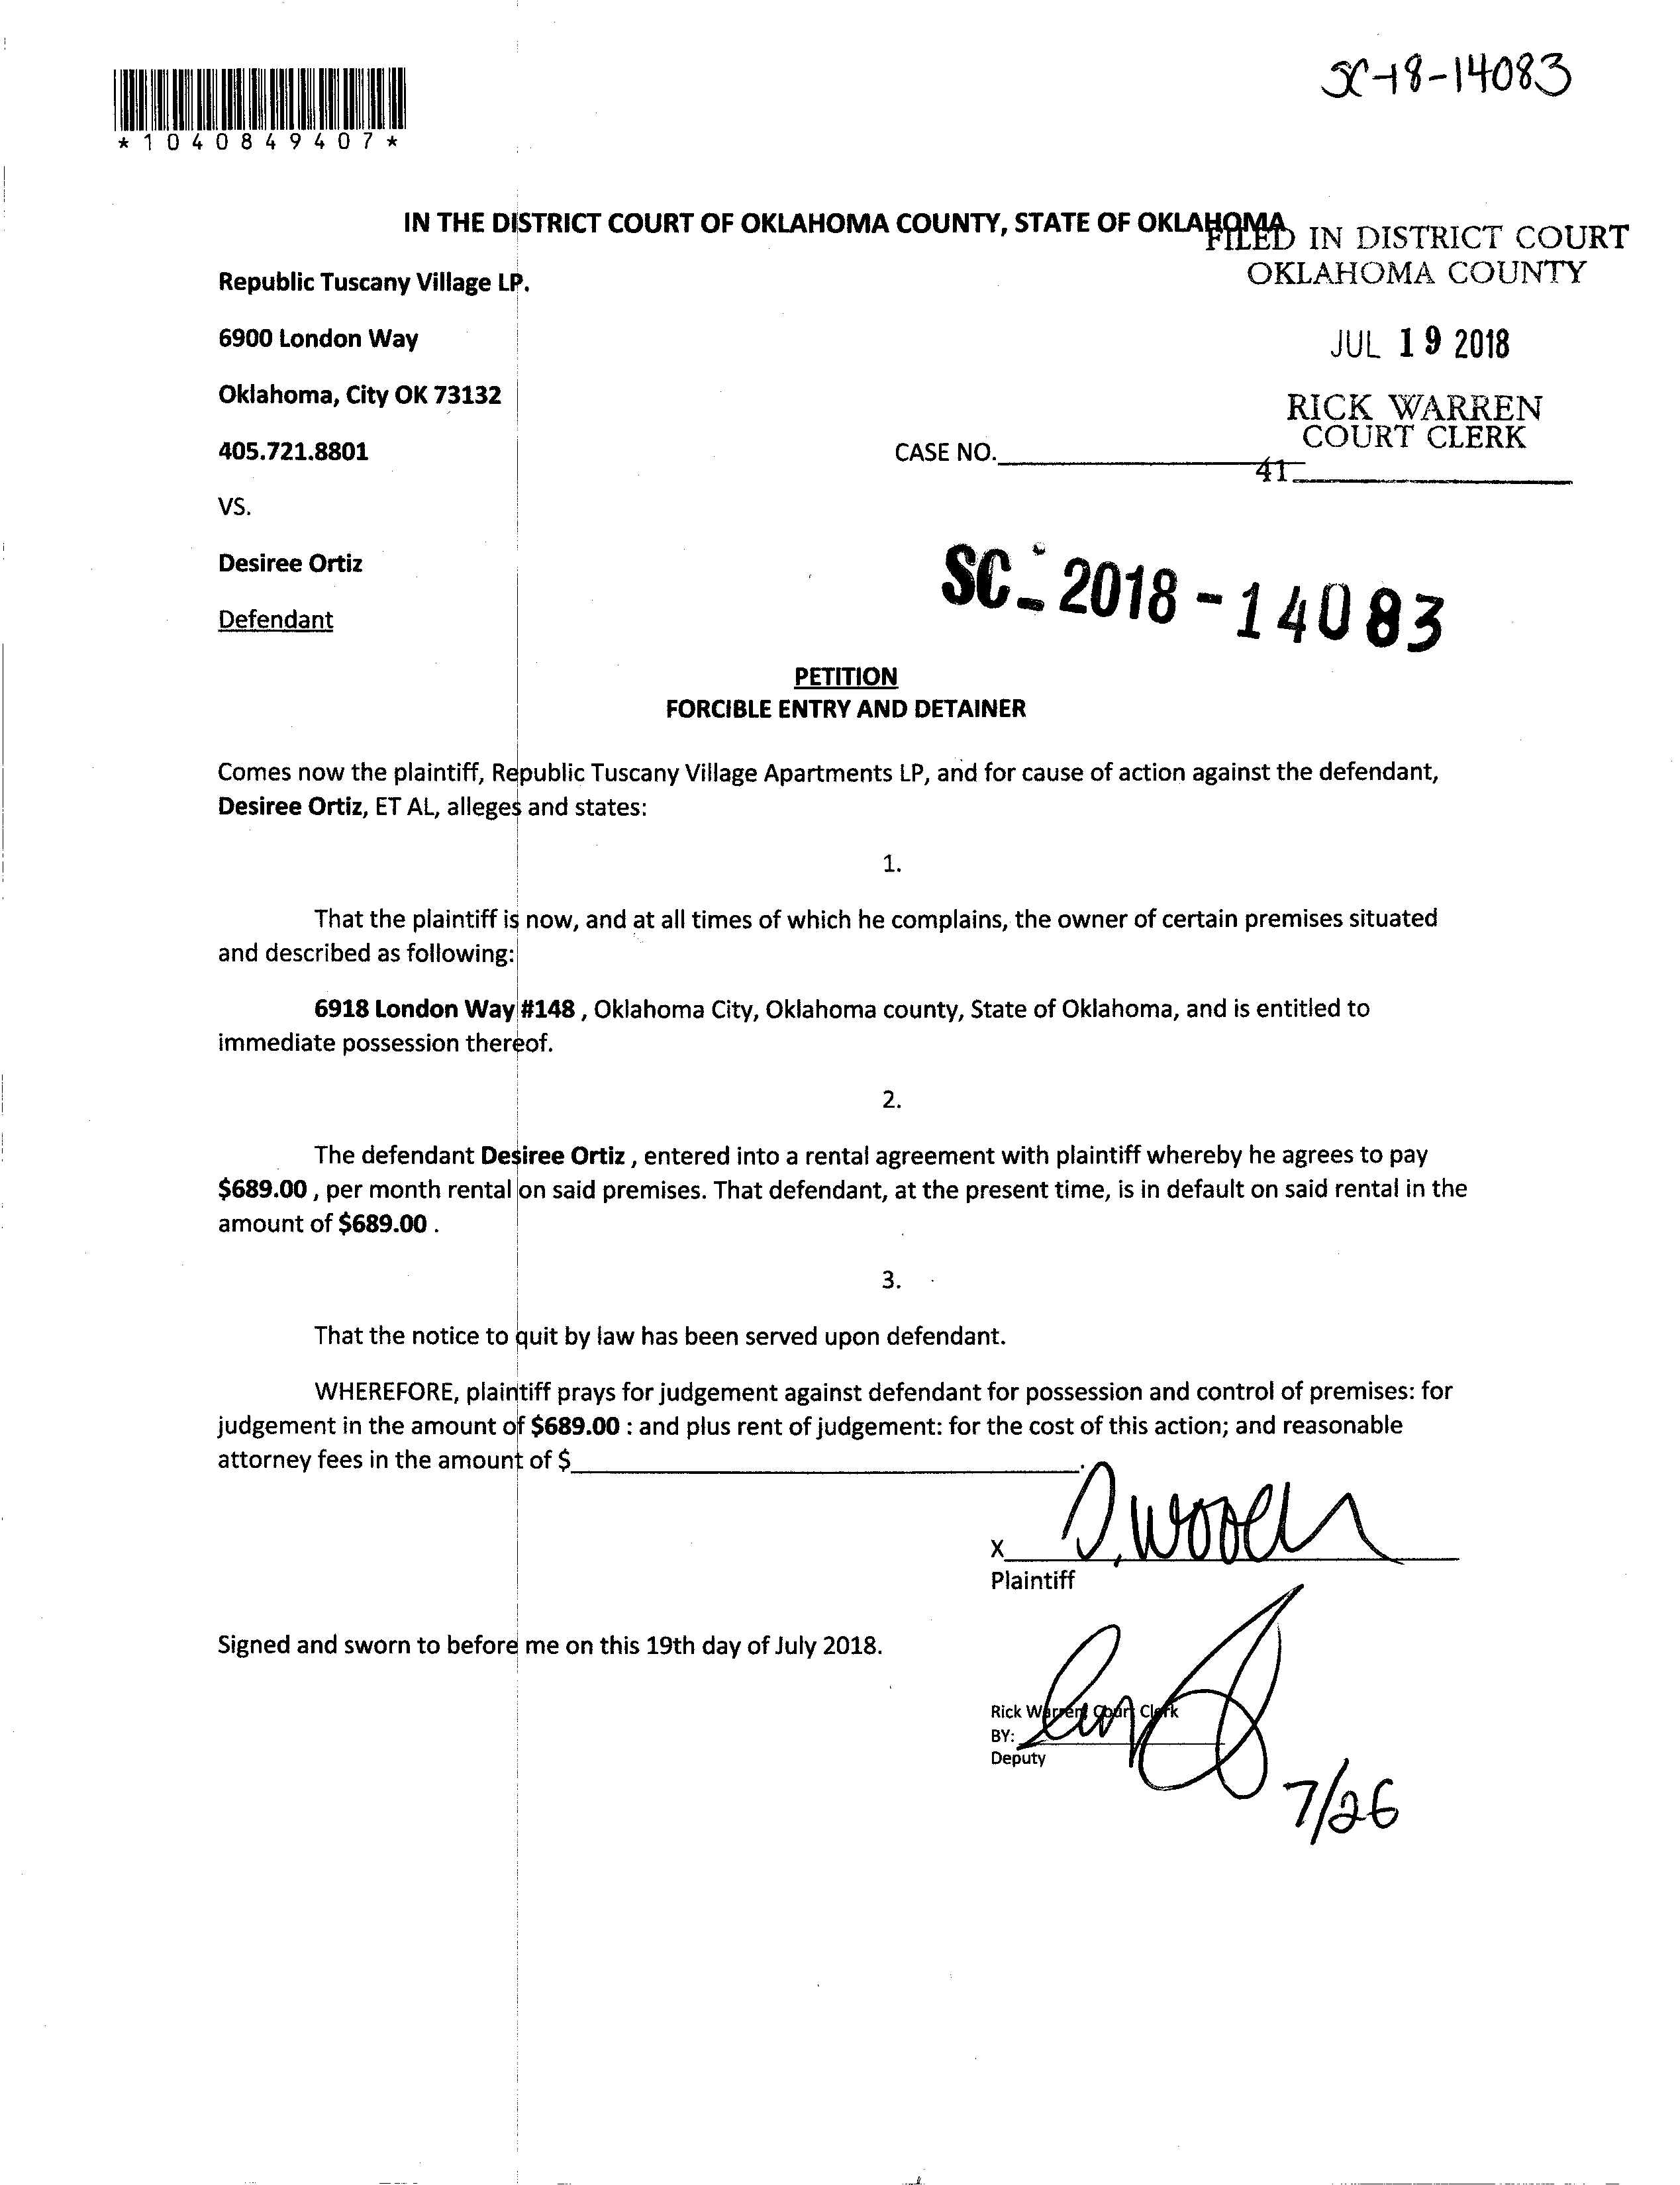 SC-18-14083
*1040849407*
IN THE DISTRICT COURT OF OKLAHOMA COUNTY, STATE OF OKLAHOMA
FILED IN DISTRICT COURT
OKLAHOMA COUNTY
Republic Tuscany Village LP.
6900 London Way
JUL 19 2018
Oklahoma, City OK 73132
RICK WARREN
COURT CLERK
405.721.8801
CASE NO.
41
VS.
Desiree Ortiz
SC-2018-14083
Defendant
PETITION
FORCIBLE ENTRY AND DETAINER
Comes now the plaintiff, Republic Tuscany Village Apartments LP, and for cause of action against the defendant,
Desiree Ortiz, ET AL, alleges and states:
1.
That the plaintiff is now, and at all times of which he complains, the owner of certain premises situated
and described as following:
6918 London Way #148 , Oklahoma City, Oklahoma county, State of Oklahoma, and is entitled to
immediate possession thereof.
2.
The defendant Desiree Ortiz , entered into a rental agreement with plaintiff whereby he agrees to pay
$689.00 , per month rental on said premises. That defendant, at the present time, is in default on said rental in the
amount of $689.00 .
3.
That the notice to quit by law has been served upon defendant.
WHEREFORE, plaintiff prays for judgement against defendant for possession and control of premises: for
judgement in the amount of $689.00 : and plus rent of judgement: for the cost of this action; and reasonable
attorney fees in the amount of $ .
X
Plaintiff
Signed and sworn to before me on this 19th day of July 2018.
Rick Warren Court Clerk
BY:
Deputy
7/26